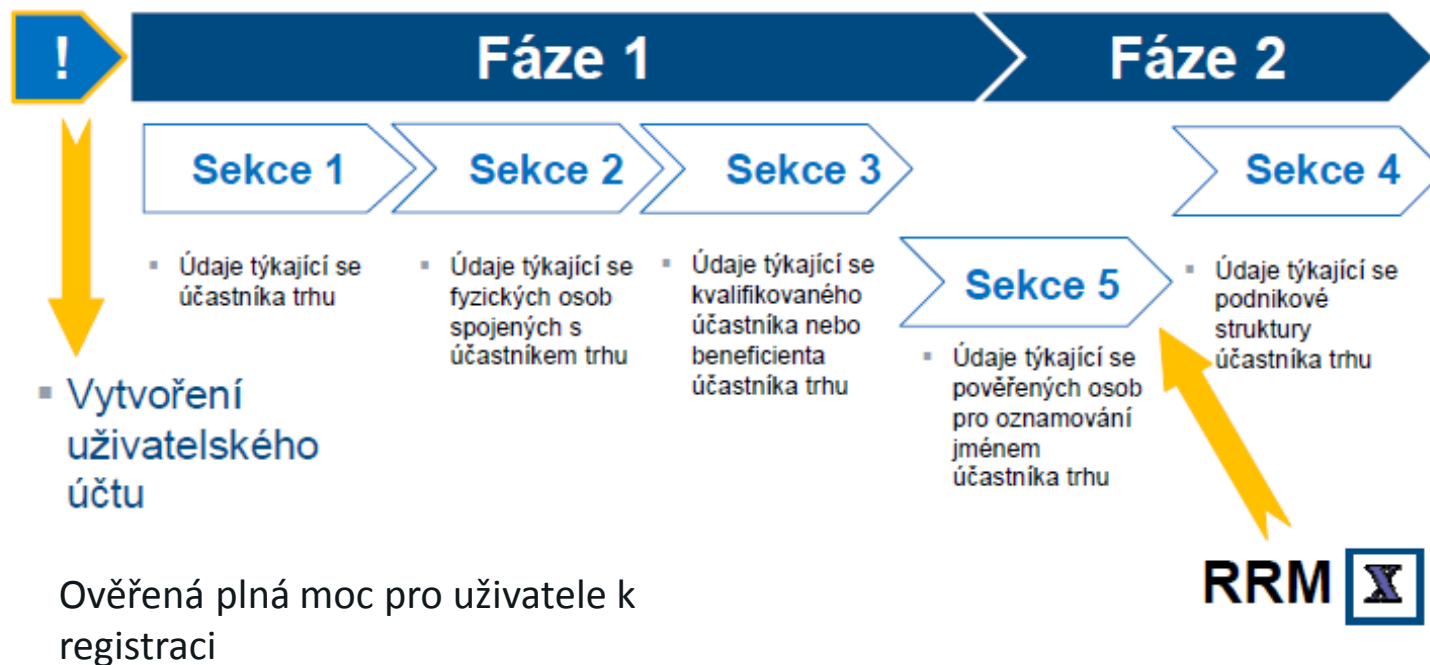 !
Fáze 1
Fáze 2
Sekce 1
Sekce 2
Sekce 3
Sekce 4
▪ Údaje týkající se
účastníka trhu
▪ Údaje týkající se
fyzických osob
spojených s
účastníkem trhu
▪ Údaje týkající se
kvalifikovaného
účastníka nebo
beneficienta
účastníka trhu
Sekce 5
▪ Údaje týkající se
pověřených osob
pro oznamování
jménem
účastníka trhu
▪ Údaje týkající se
podnikové
struktury
účastníka trhu
▪ Vytvoření
uživatelského
účtu
Ověřená plná moc pro uživatele k
registraci
RRM X